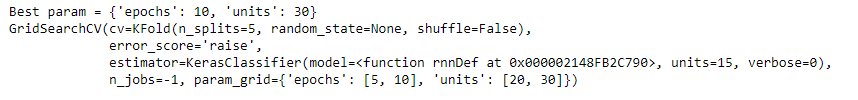 Best param = {'epochs': 10, 'units': 30}
GridSearchCV(cv=KFold(n_splits=5, random_state=None, shuffle=False),
             error_score='raise',
             estimator=KerasClassifier(model=<function rnnDef at 0x000002148FB2C790>, units=15, verbose=0),
             n_jobs=-1, param_grid={'epochs': [5, 10], 'units': [20, 30]})